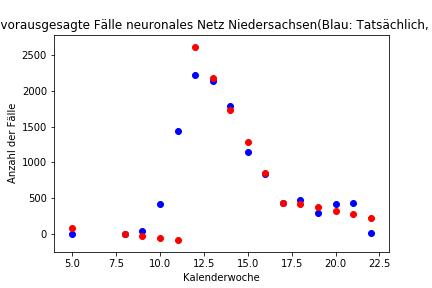 vorausgesagte Fälle neuronales Netz Niedersachsen(Blau: Tatsächlich,
2500
2000
1500
1000
500
0
Anzahl der Fälle
5.0 7.5 10.0 12.5 15.0 17.5 20.0 22.5
Kalenderwoche